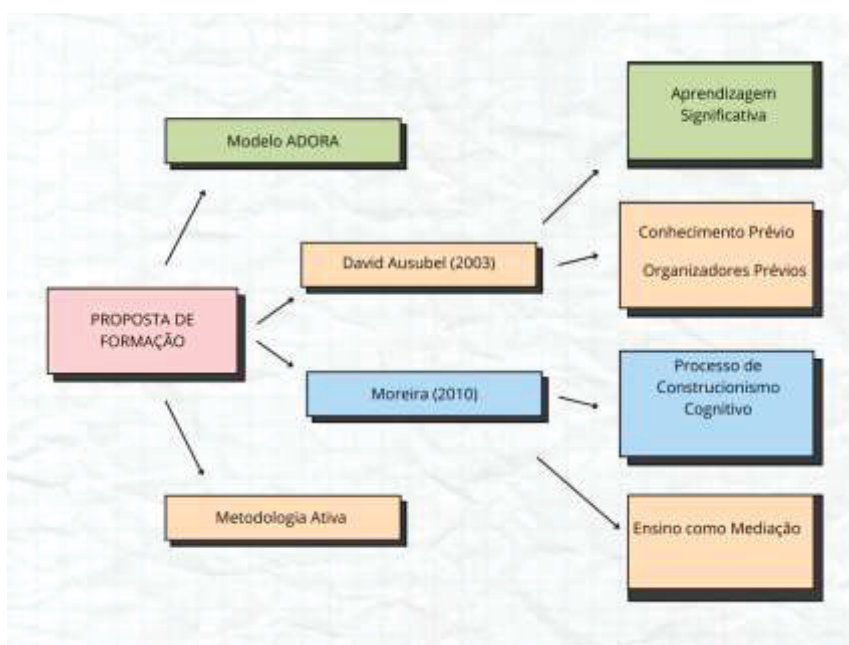 Aprendizagem
Significativa
Modelo ADORA
Conhecimento Prévio
Organizadores Prévios
David Ausubel (2003)
PROPOSTA DE
FORMAÇÃO
Processo de
Construcionismo
Cognitivo
Moreira (2010)
Metodologia Ativa
Ensino como Mediação